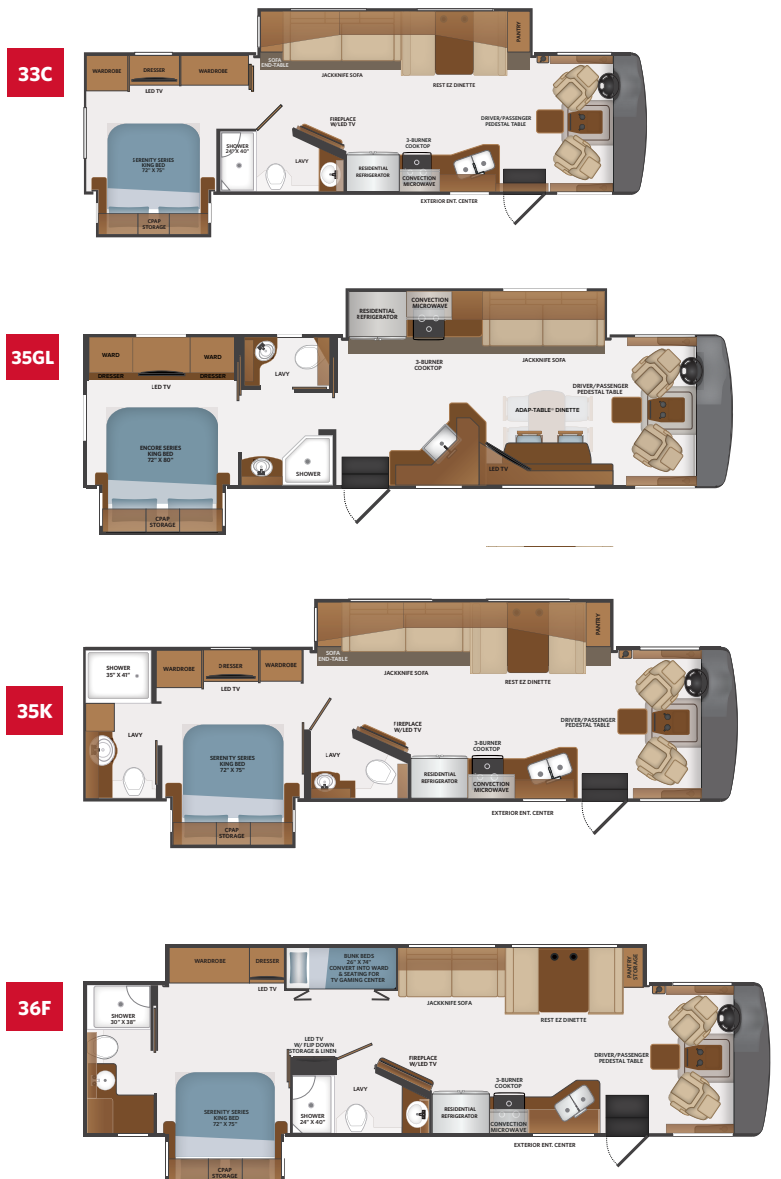 33C
WARDROBE
DRESSER
WARDROBE
LED TV
SOFA
END-TABLE
JACKKNIFE SOFA
REST EZ DINETTE
PANTRY
SERENITY SERIES
KING BED
72" X 75"
CPAP
STORAGE
SHOWER
24" X 40"
LAVY
FIREPLACE
W/LED TV
RESIDENTIAL
REFRIGERATOR
3-BURNER
COOKTOP
CONVECTION
MICROWAVE
DRIVER/PASSENGER
PEDESTAL TABLE
EXTERIOR ENT. CENTER
35GL
WARD
WARD
DRESSER
DRESSER
LED TV
LAVY
RESIDENTIAL
REFRIGERATOR
CONVECTION
MICROWAVE
3-BURNER
COOKTOP
JACKKNIFE SOFA
ENCORE SERIES
KING BED
72" X 80"
CPAP
STORAGE
SHOWER
ADAP-TABLE® DINETTE
LED TV
DRIVER/PASSENGER
PEDESTAL TABLE
35K
SHOWER
35" X 41"
WARDROBE
DRESSER
WARDROBE
LED TV
SOFA
END-TABLE
JACKKNIFE SOFA
REST EZ DINETTE
PANTRY
LAVY
SERENITY SERIES
KING BED
72" X 75"
CPAP
STORAGE
LAVY
FIREPLACE
W/LED TV
RESIDENTIAL
REFRIGERATOR
3-BURNER
COOKTOP
CONVECTION
MICROWAVE
DRIVER/PASSENGER
PEDESTAL TABLE
EXTERIOR ENT. CENTER
36F
WARDROBE
DRESSER
LED TV
BUNK BEDS
26" X 74"
CONVERT INTO WARD
& SEATING FOR
TV GAMING CENTER
JACKKNIFE SOFA
REST EZ DINETTE
PANTRY
STORAGE
SHOWER
30" X 38"
LED TV
W/ FLIP DOWN
STORAGE & LINEN
SERENITY SERIES
KING BED
72" X 75"
CPAP
SHOWER
24" X 40"
LAVY
FIREPLACE
W/LED TV
RESIDENTIAL
REFRIGERATOR
3-BURNER
COOKTOP
CONVECTION
MICROWAVE
DRIVER/PASSENGER
PEDESTAL TABLE
EXTERIOR ENT. CENTER